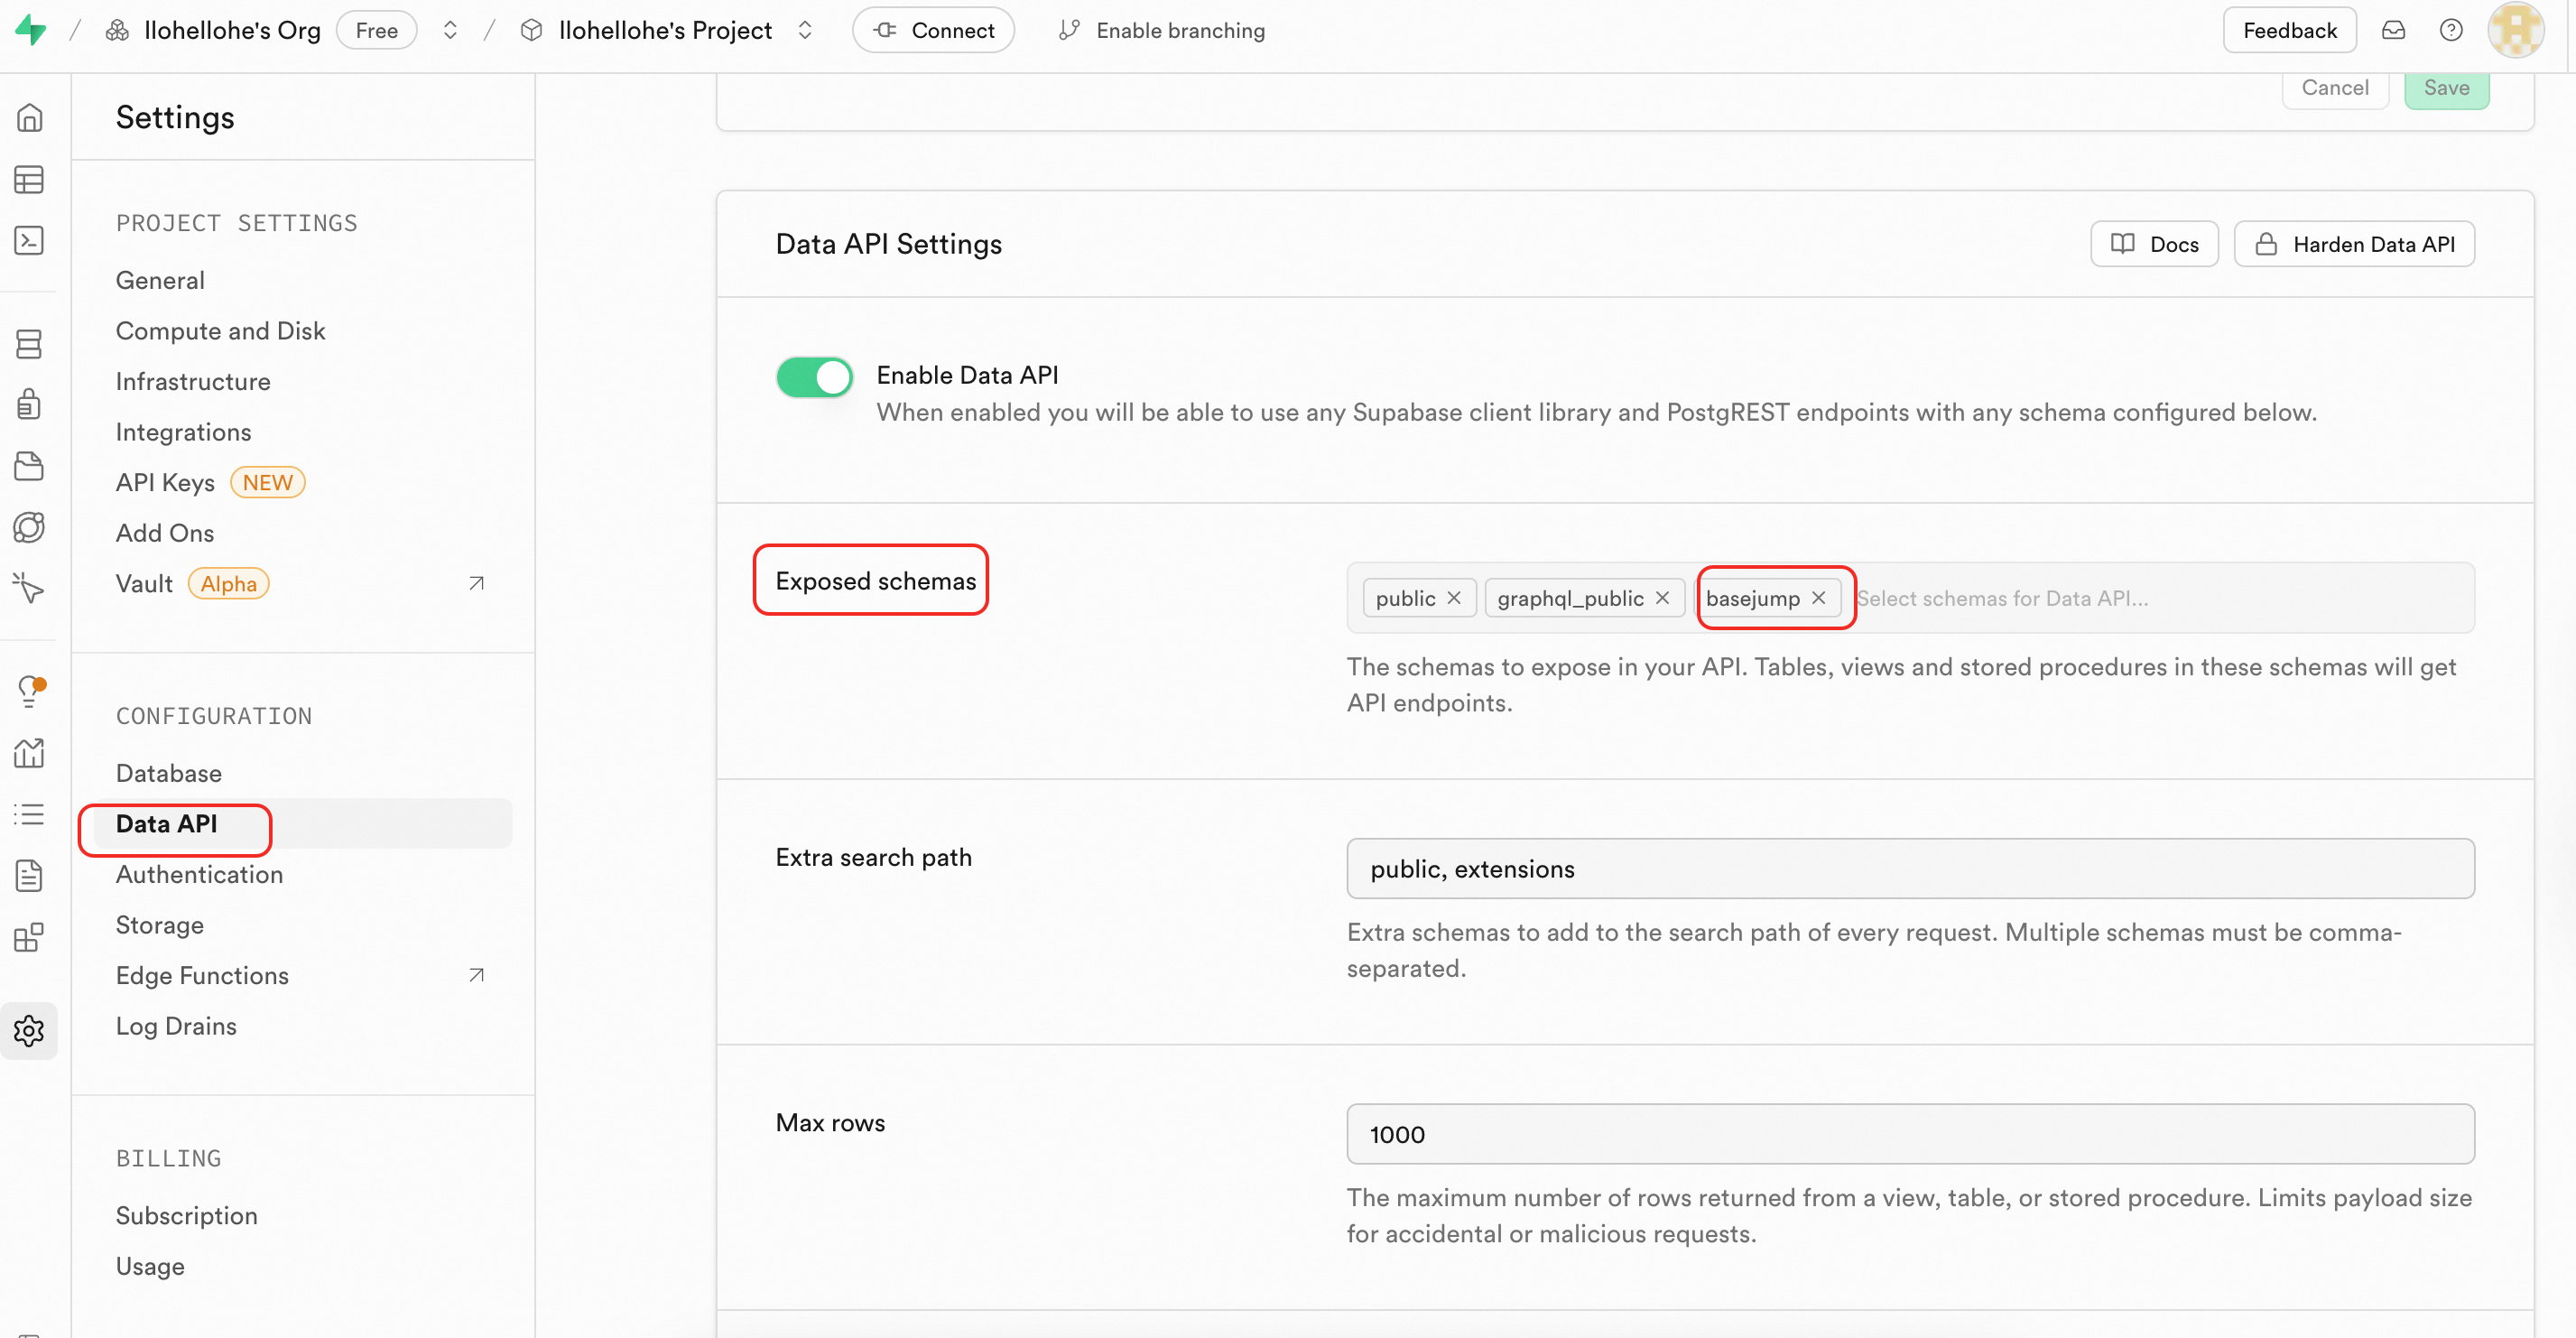 / llohellohe's Org Free / llohellohe's Project Connect Enable branching Feedback
Settings
PROJECT SETTINGS
General
Compute and Disk
Infrastructure
Integrations
API Keys NEW
Add Ons
Vault Alpha
CONFIGURATION
Database
Data API
Authentication
Storage
Edge Functions
Log Drains
BILLING
Subscription
Usage
Cancel Save
Data API Settings
Docs Harden Data API
Enable Data API
When enabled you will be able to use any Supabase client library and PostgREST endpoints with any schema configured below.
Exposed schemas
public graphql_public basejump Select schemas for Data API...
The schemas to expose in your API. Tables, views and stored procedures in these schemas will get
API endpoints.
Extra search path
public, extensions
Extra schemas to add to the search path of every request. Multiple schemas must be comma-
separated.
Max rows
1000
The maximum number of rows returned from a view, table, or stored procedure. Limits payload size
for accidental or malicious requests.